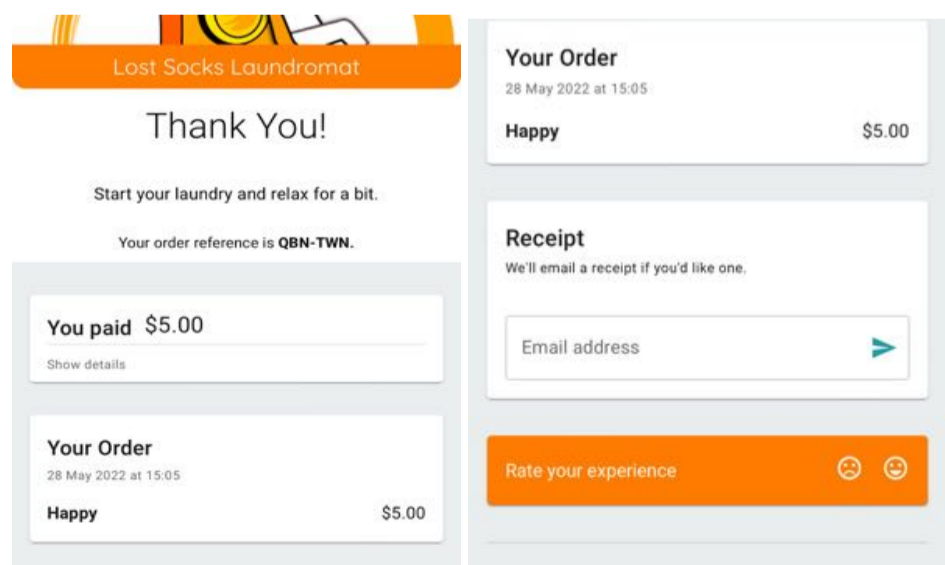 Lost Socks Laundromat
Thank You!
Start your laundry and relax for a bit.
Your order reference is QBN-TWN.
You paid $5.00
Show details
Your Order
28 May 2022 at 15:05
Happy $5.00
Your Order
28 May 2022 at 15:05
Happy $5.00
Receipt
We'll email a receipt if you'd like one.
Email address
Rate your experience